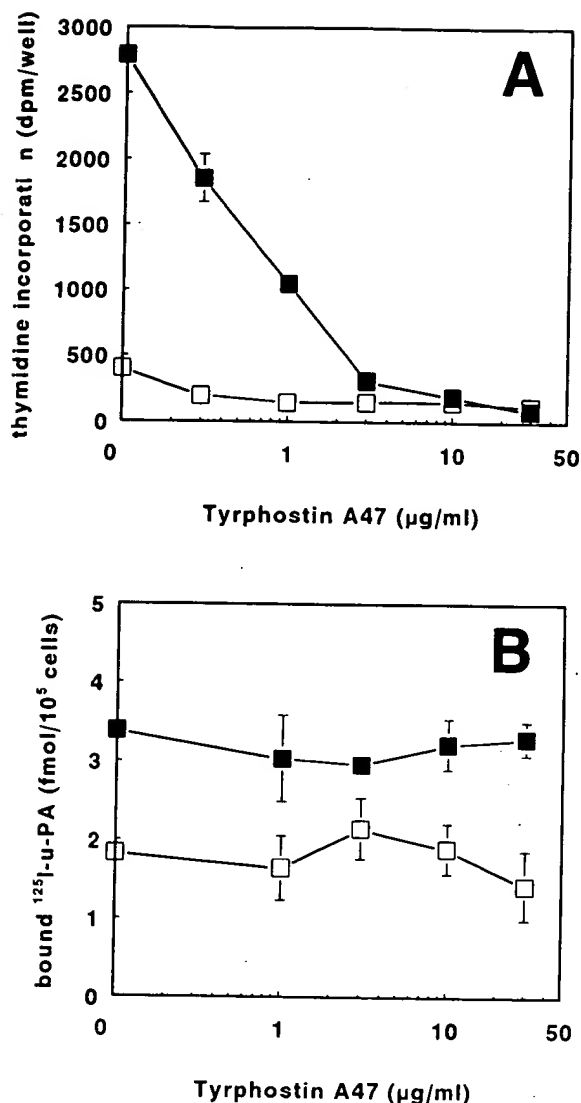 A
3000
2500
2000
1500
1000
500
0
thymidine incorporati n (dpm/well)
0 1 10 50
Tyrphostin A47 (µg/ml)
B
5
4
3
2
1
0
bound ¹²⁵I-u-PA (fmol/10⁵ cells)
0 1 10 50
Tyrphostin A47 (µg/ml)